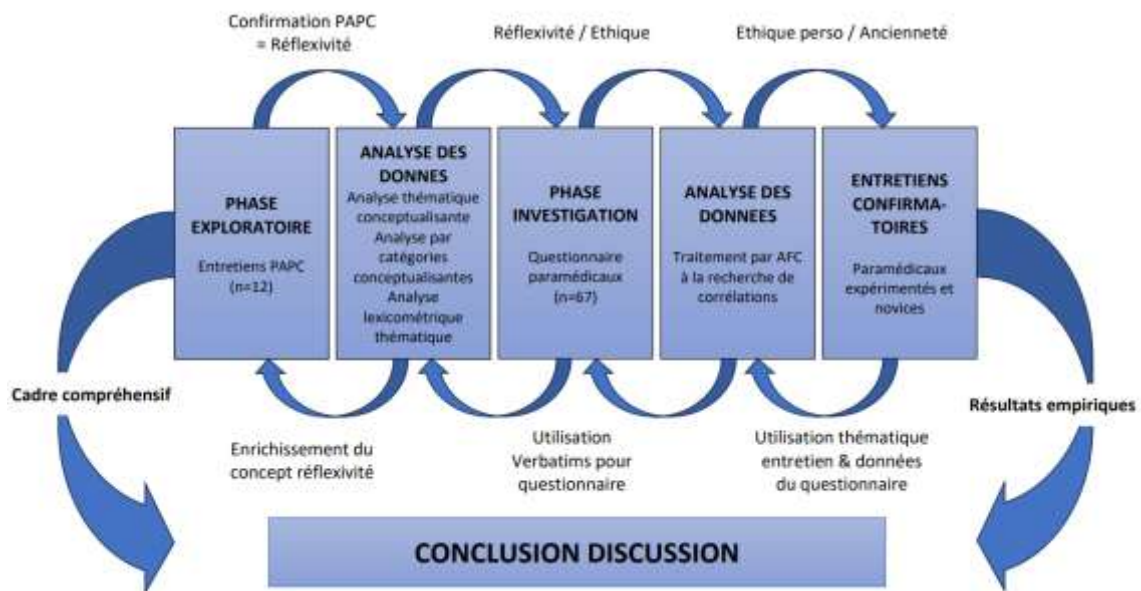 Confirmation PAPC
= Réflexivité
Réflexivité / Ethique
Ethique perso / Ancienneté
PHASE
EXPLORATOIRE
Entretiens PAPC
(n=12)
ANALYSE DES
DONNES
Analyse thématique
conceptualisante
Analyse par
catégories
conceptualisantes
Analyse
lexicométrique
thématique
PHASE
INVESTIGATION
Questionnaire
paramédicaux
(n=67)
ANALYSE DES
DONNEES
Traitement par AFC
à la recherche de
corrélations
ENTRETIENS
CONFIRMA-
TOIRES
Paramédicaux
expérimentés et
novices
Cadre compréhensif
Résultats empiriques
Enrichissement du
concept réflexivité
Utilisation
Verbatims pour
questionnaire
Utilisation thématique
entretien & données
du questionnaire
CONCLUSION DISCUSSION